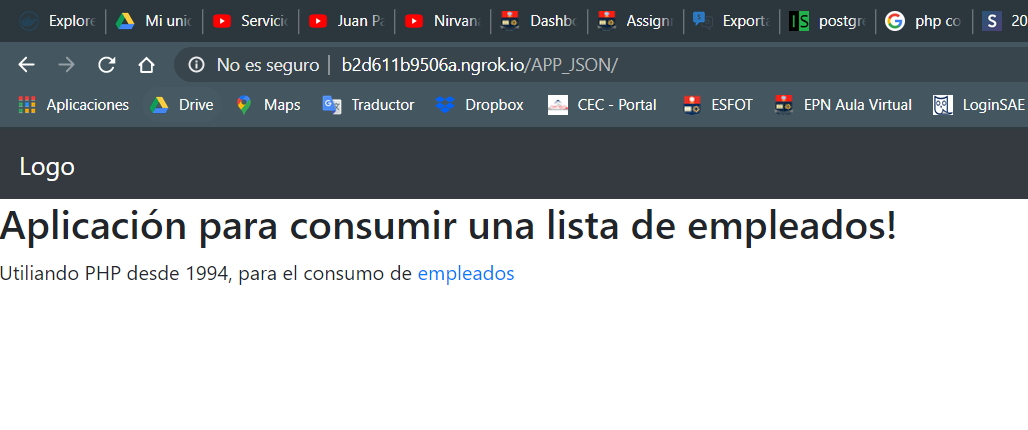 Explore Mi unic Servicio Juan Pa Nirvana Dashb Assign Exporta postgre php co 20
No es seguro b2d611b9506a.ngrok.io/APP_JSON/
Aplicaciones Drive Maps Traductor Dropbox CEC - Portal ESFOT EPN Aula Virtual LoginSAE
Logo
Aplicación para consumir una lista de empleados!
Utiliando PHP desde 1994, para el consumo de empleados